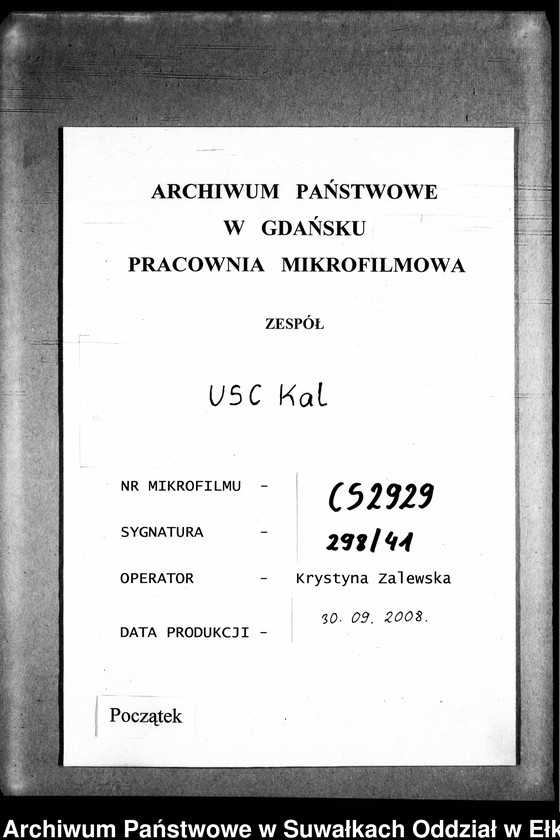 ARCHIWUM PAŃSTWOWE
W GDAŃSKU
PRACOWNIA MIKROFILMOWA
ZESPÓŁ
USC Kal
NR MIKROFILMU - CS2929
SYGNATURA - 298/41
OPERATOR - Krystyna Zalewska
DATA PRODUKCJI - 30. 09. 2008.
Początek
Archiwum Państwowe w Suwałkach Oddział w Ełk